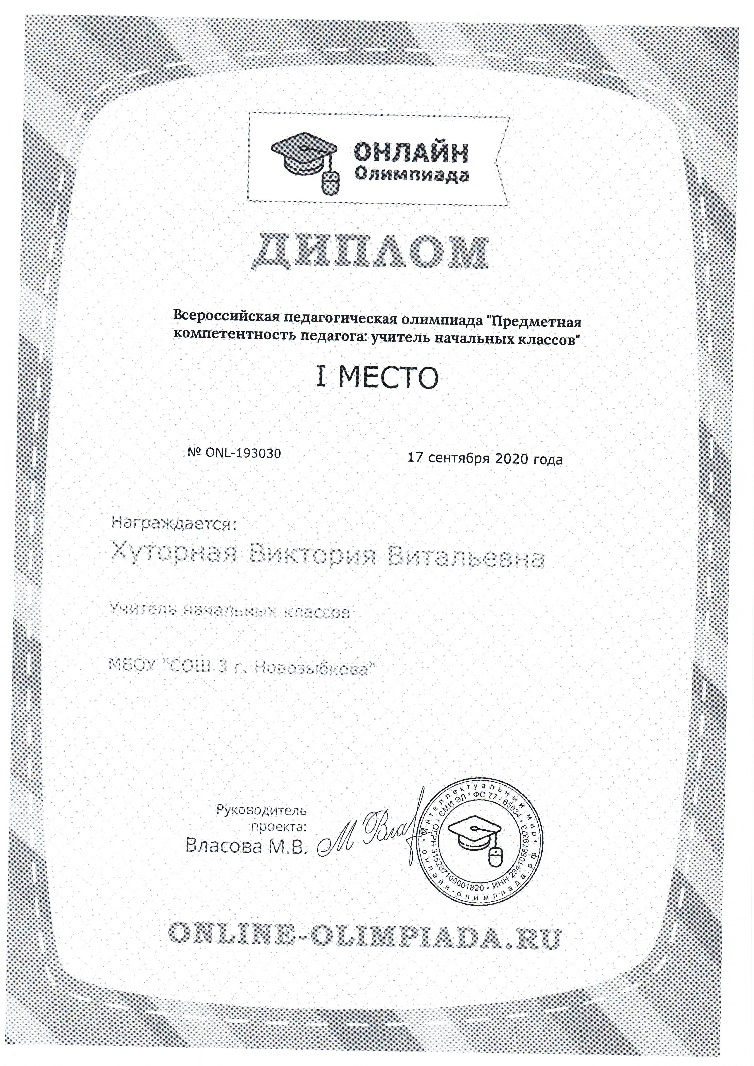 ОНЛАЙН
Олимпиада
ДИПЛОМ
Всероссийская педагогическая олимпиада "Предметная
компетентность педагога: учитель начальных классов"
I МЕСТО
№ ONL-193030 17 сентября 2020 года
Награждается:
Хуторная Виктория Витальевна
Учитель начальных классов
МБОУ "СОШ 3 г. Новозыбкова"
Руководитель
проекта:
Власова М.В.
ONLINE-OLIMPIADA.RU